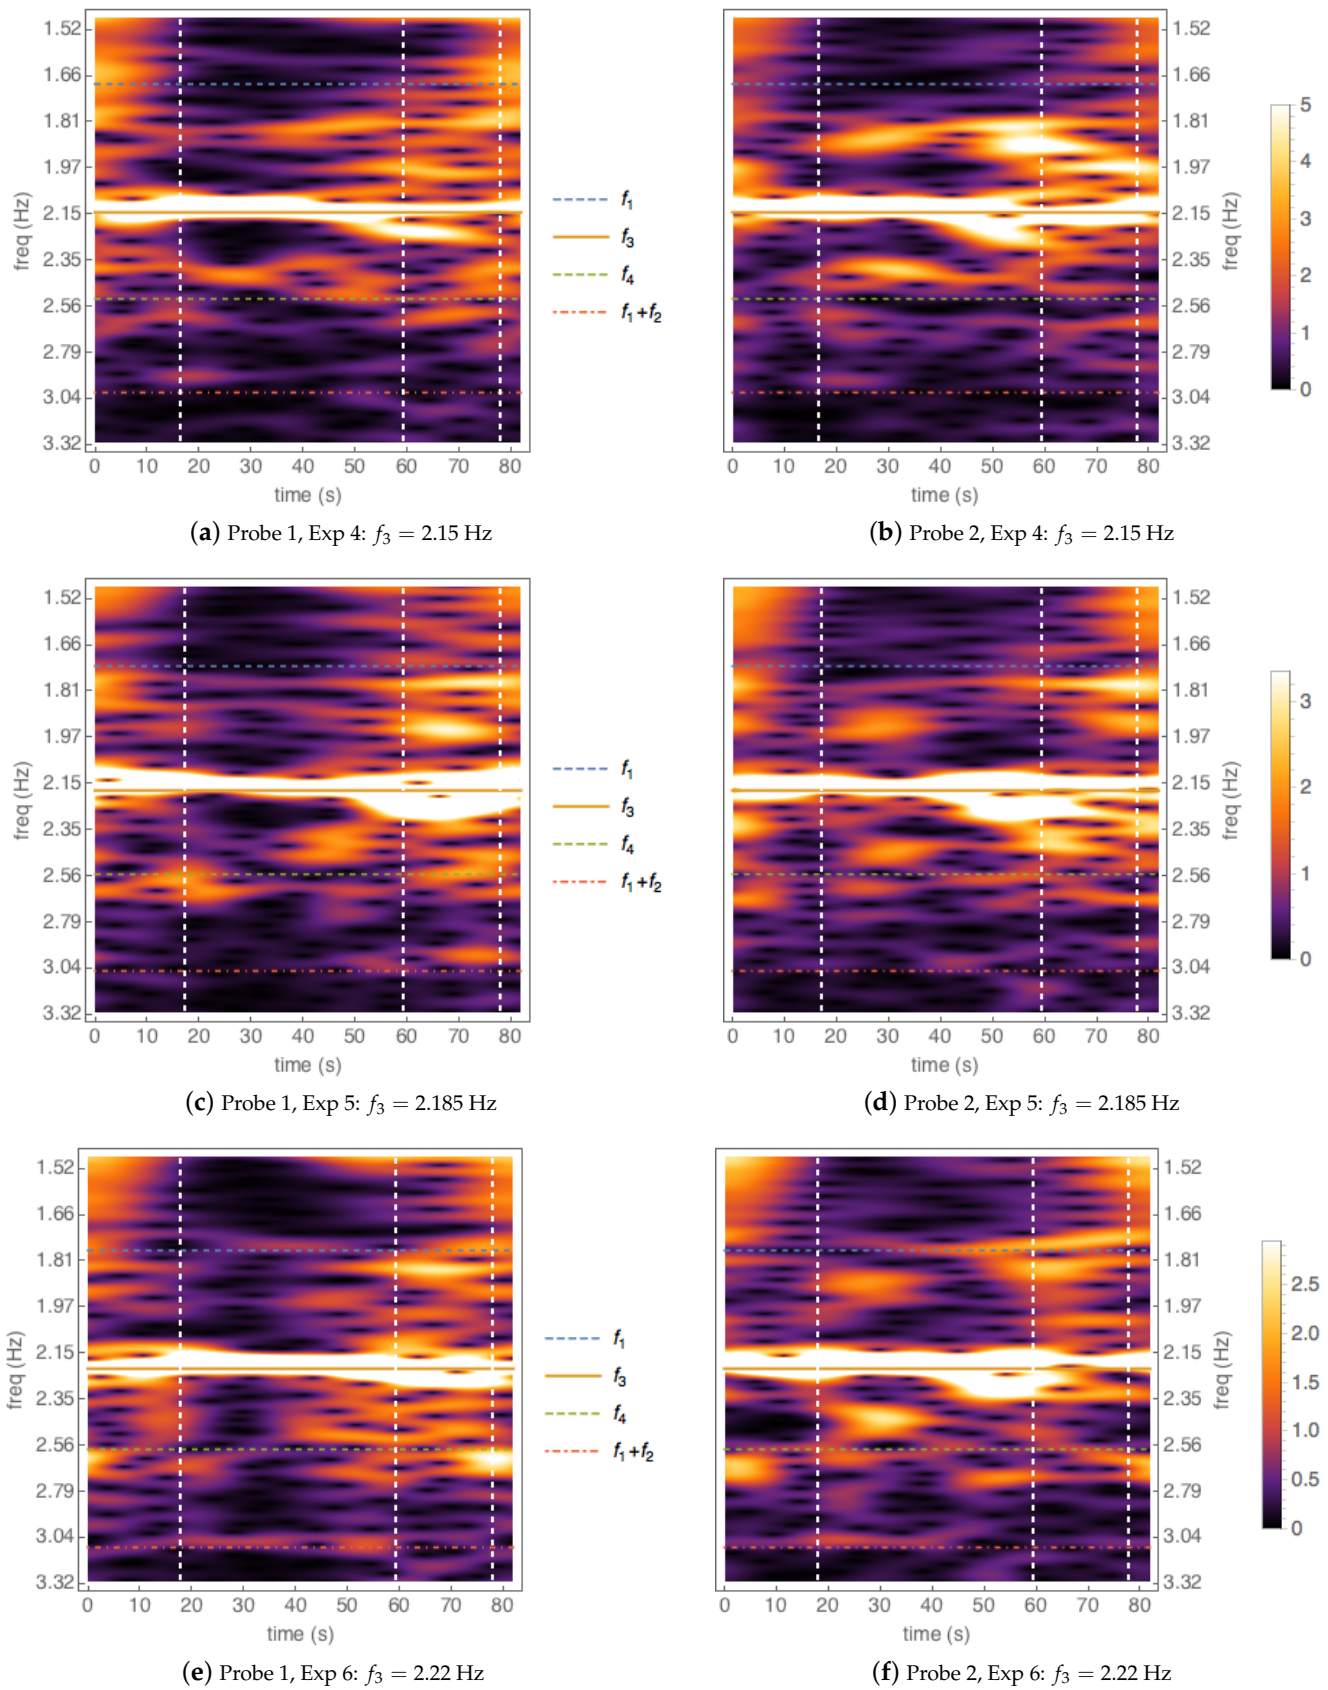 1.52
1.66
1.81
1.97
2.15
2.35
2.56
2.79
3.04
3.32
freq (Hz)
0 10 20 30 40 50 60 70 80
time (s)
f1
f3
f4
f1+f2
1.52
1.66
1.81
1.97
2.15
2.35
2.56
2.79
3.04
3.32
freq (Hz)
0 10 20 30 40 50 60 70 80
time (s)
5
4
3
2
1
0
(a) Probe 1, Exp 4: f3 = 2.15 Hz
(b) Probe 2, Exp 4: f3 = 2.15 Hz
1.52
1.66
1.81
1.97
2.15
2.35
2.56
2.79
3.04
3.32
freq (Hz)
0 10 20 30 40 50 60 70 80
time (s)
f1
f3
f4
f1+f2
1.52
1.66
1.81
1.97
2.15
2.35
2.56
2.79
3.04
3.32
freq (Hz)
0 10 20 30 40 50 60 70 80
time (s)
3
2
1
0
(c) Probe 1, Exp 5: f3 = 2.185 Hz
(d) Probe 2, Exp 5: f3 = 2.185 Hz
1.52
1.66
1.81
1.97
2.15
2.35
2.56
2.79
3.04
3.32
freq (Hz)
0 10 20 30 40 50 60 70 80
time (s)
f1
f3
f4
f1+f2
1.52
1.66
1.81
1.97
2.15
2.35
2.56
2.79
3.04
3.32
freq (Hz)
0 10 20 30 40 50 60 70 80
time (s)
2.5
2.0
1.5
1.0
0.5
0
(e) Probe 1, Exp 6: f3 = 2.22 Hz
(f) Probe 2, Exp 6: f3 = 2.22 Hz